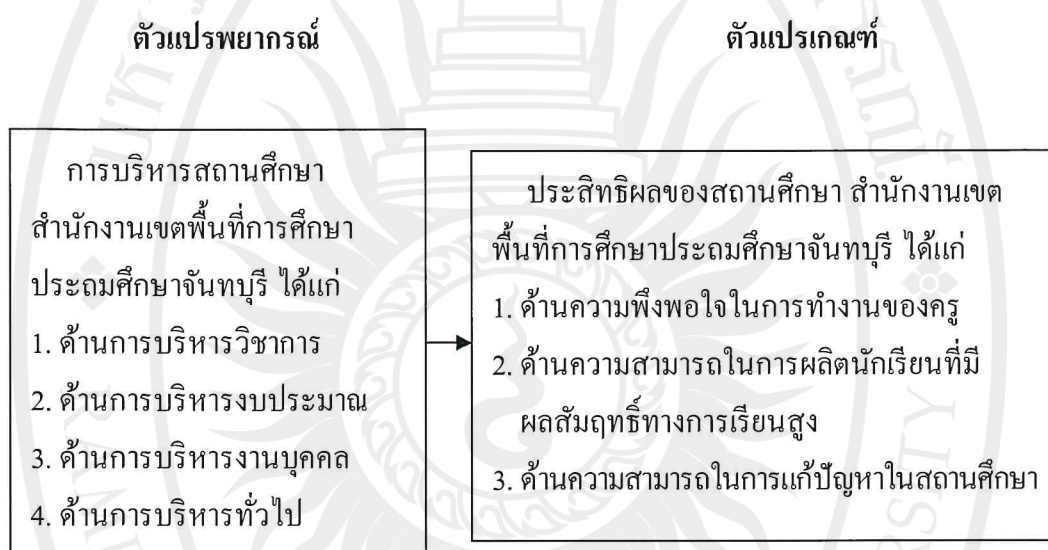 ตัวแปรพยากรณ์
ตัวแปรเกณฑ์
การบริหารสถานศึกษา
สำนักงานเขตพื้นที่การศึกษา
ประถมศึกษาจันทบุรี ได้แก่
1. ด้านการบริหารวิชาการ
2. ด้านการบริหารงบประมาณ
3. ด้านการบริหารงานบุคคล
4. ด้านการบริหารทั่วไป
ประสิทธิผลของสถานศึกษา สำนักงานเขต
พื้นที่การศึกษาประถมศึกษาจันทบุรี ได้แก่
1. ด้านความพึงพอใจในการทำงานของครู
2. ด้านความสามารถในการผลิตนักเรียนที่มี
ผลสัมฤทธิ์ทางการเรียนสูง
3. ด้านความสามารถในการแก้ปัญหาในสถานศึกษา